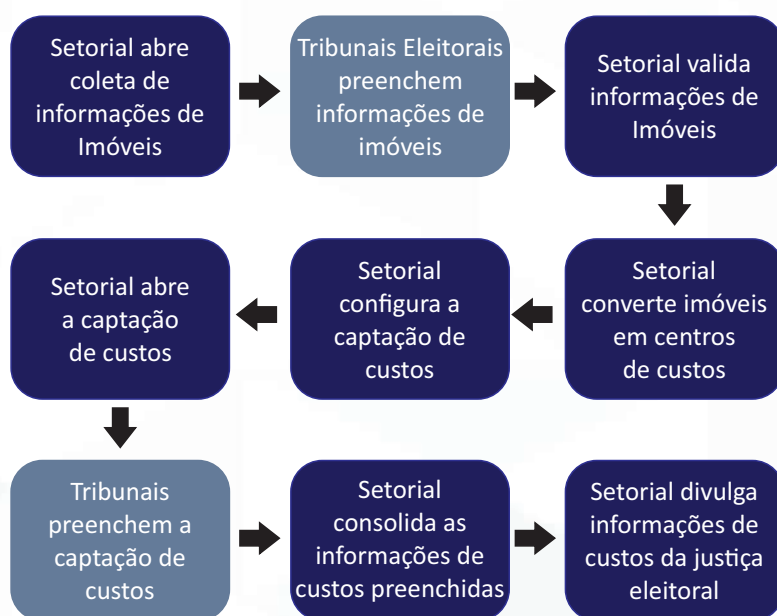 Setorial abre
coleta de
informações de
Imóveis
Tribunais Eleitorais
preenchem
informações de
imóveis
Setorial valida
informações de
Imóveis
Setorial
converte imóveis
em centros
de custos
Setorial
configura a
captação de
custos
Setorial abre
a captação
de custos
Tribunais
preenchem a
captação de
custos
Setorial
consolida as
informações de
custos preenchidas
Setorial divulga
informações de
custos da justiça
eleitoral